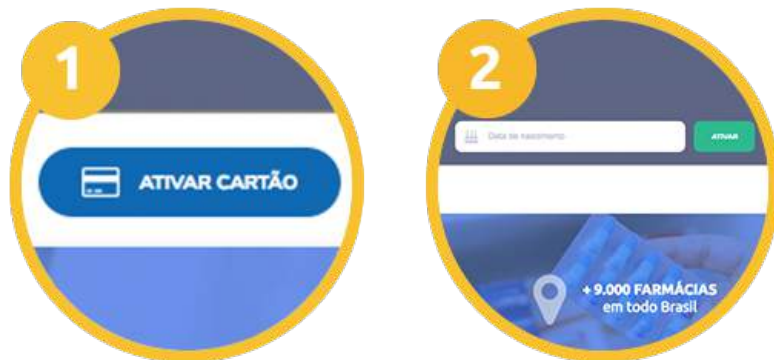 1
ATIVAR CARTÃO
2
Data de nascimento
ATIVAR
+ 9.000 FARMÁCIAS
em todo Brasil